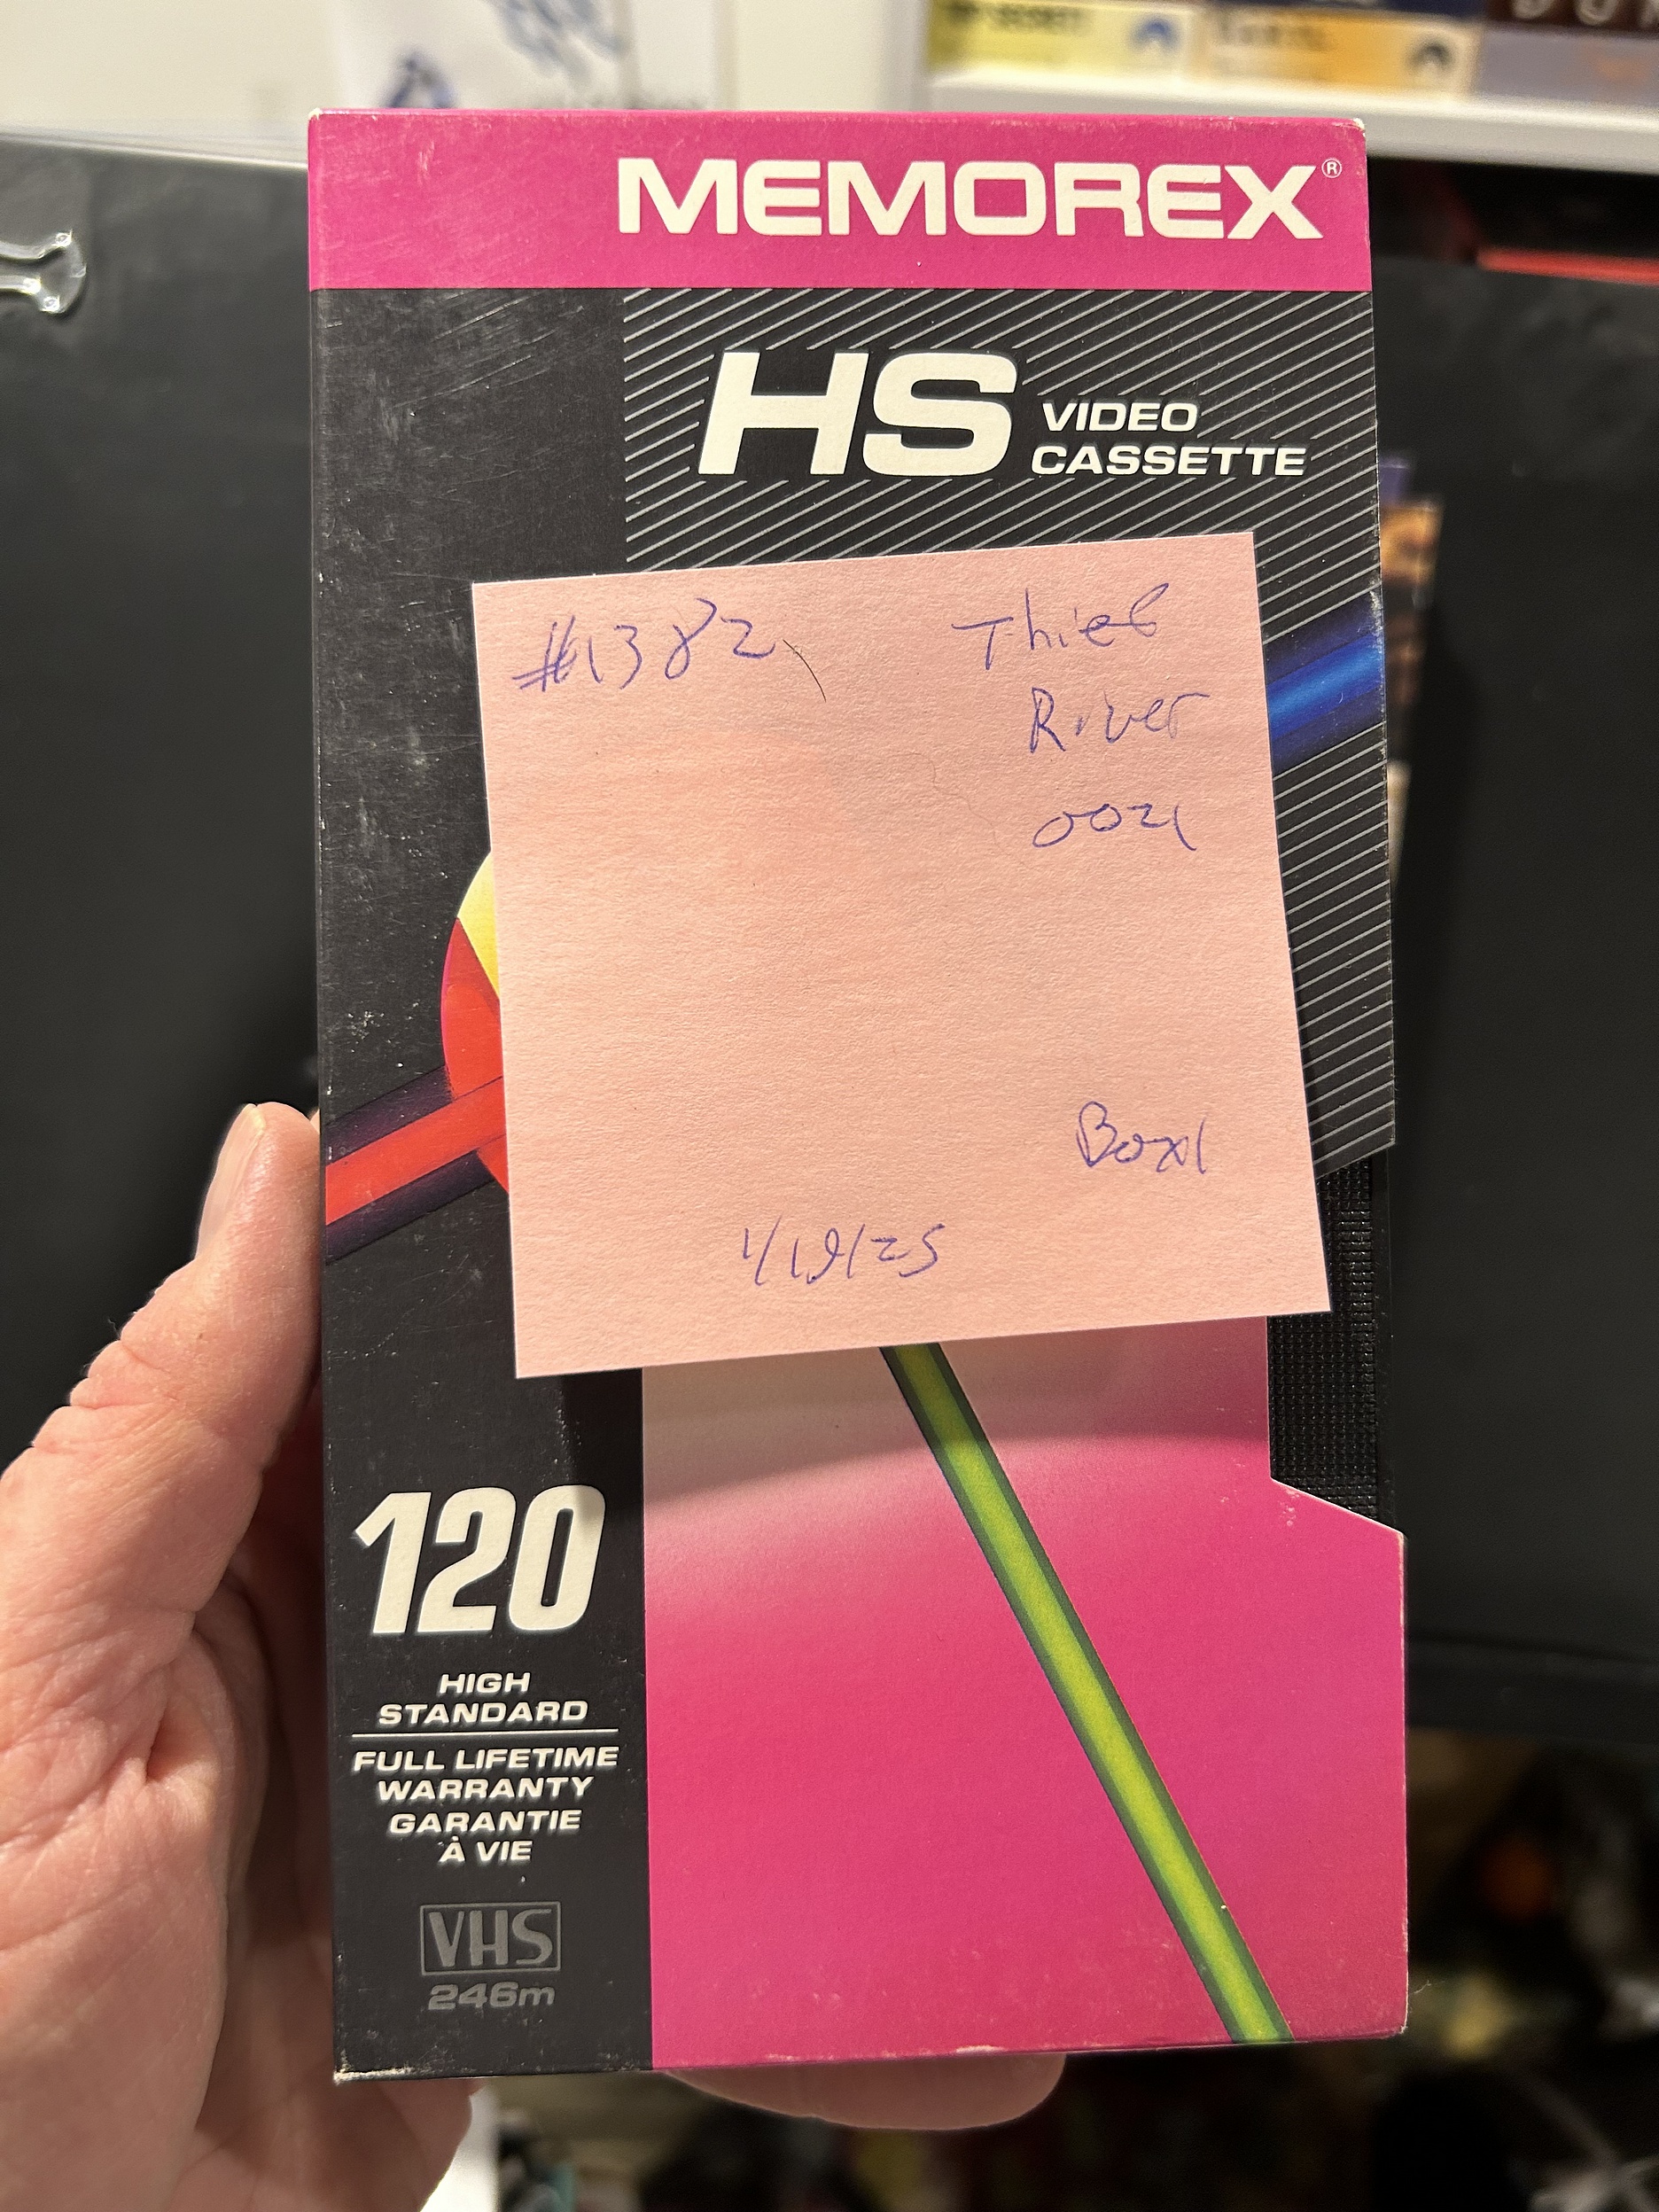 MEMOREX®
HS VIDEO
CASSETTE
#1382 Thief
River
0021
Box1
1/19/25
120
HIGH
STANDARD
FULL LIFETIME
WARRANTY
GARANTIE
À VIE
VHS
246m